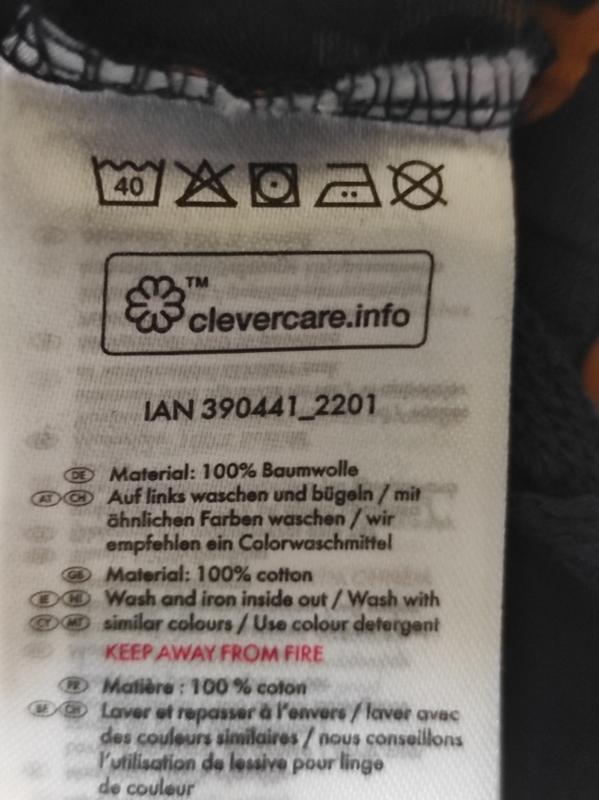 40
™
clevercare.info
IAN 390441_2201
DE Material: 100% Baumwolle
AT CH Auf links waschen und bügeln / mit
ähnlichen Farben waschen / wir
empfehlen ein Colorwaschmittel
GB Material: 100% cotton
IE NI Wash and iron inside out / Wash with
CY MT similar colours / Use colour detergent
KEEP AWAY FROM FIRE
FR Matière : 100 % coton
BE CH Laver et repasser à l'envers / laver avec
des couleurs similaires / nous conseillons
l'utilisation de lessive pour linge
de couleur